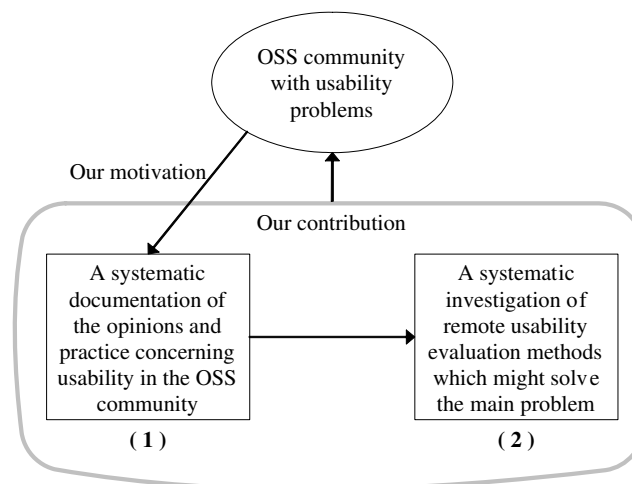 OSS community
with usability
problems
Our motivation
Our contribution
A systematic
documentation of
the opinions and
practice concerning
usability in the OSS
community
( 1 )
A systematic
investigation of
remote usability
evaluation methods
which might solve
the main problem
( 2 )